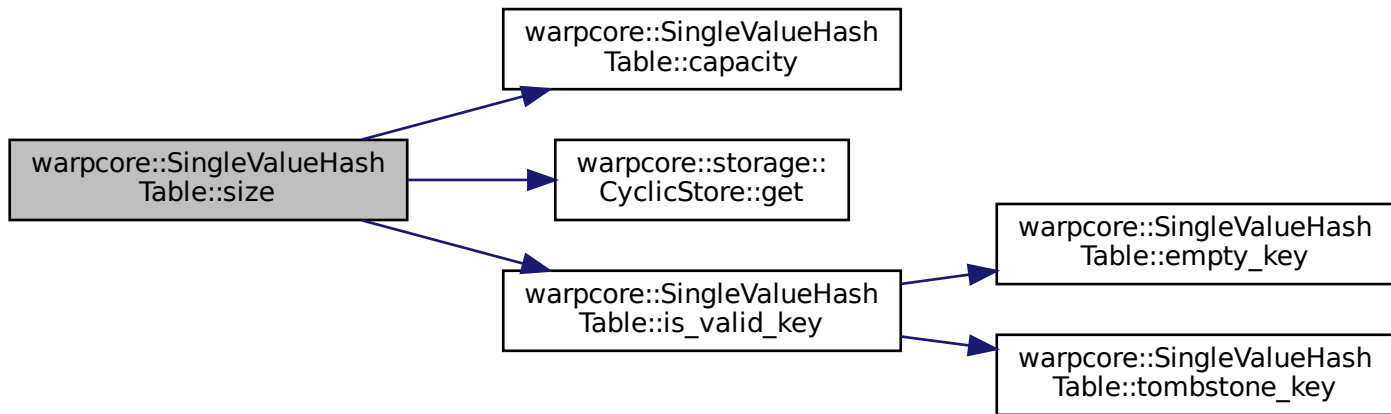 warpcore::SingleValueHash
Table::capacity
warpcore::SingleValueHash
Table::size
warpcore::storage::
CyclicStore::get
warpcore::SingleValueHash
Table::is_valid_key
warpcore::SingleValueHash
Table::empty_key
warpcore::SingleValueHash
Table::tombstone_key